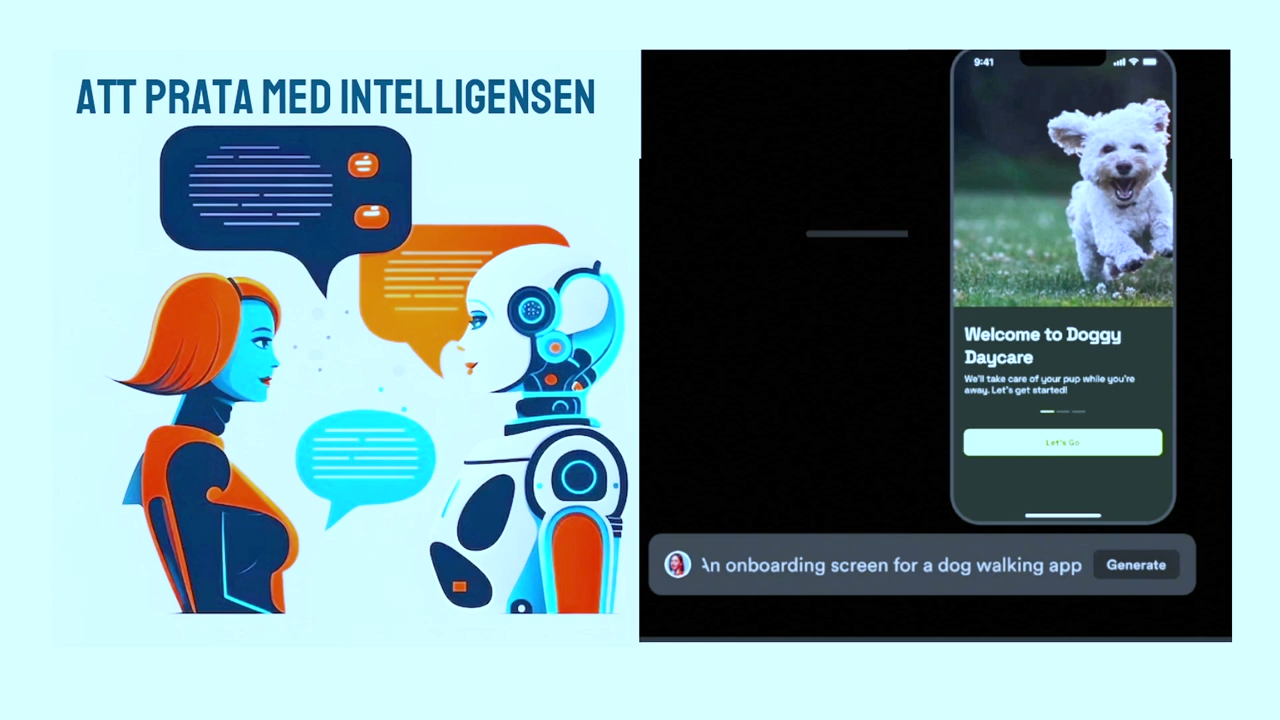 ATT PRATA MED INTELLIGENSEN
9:41
Welcome to Doggy
Daycare
We'll take care of your pup while you're
away. Let's get started!
Let's Go
An onboarding screen for a dog walking app
Generate